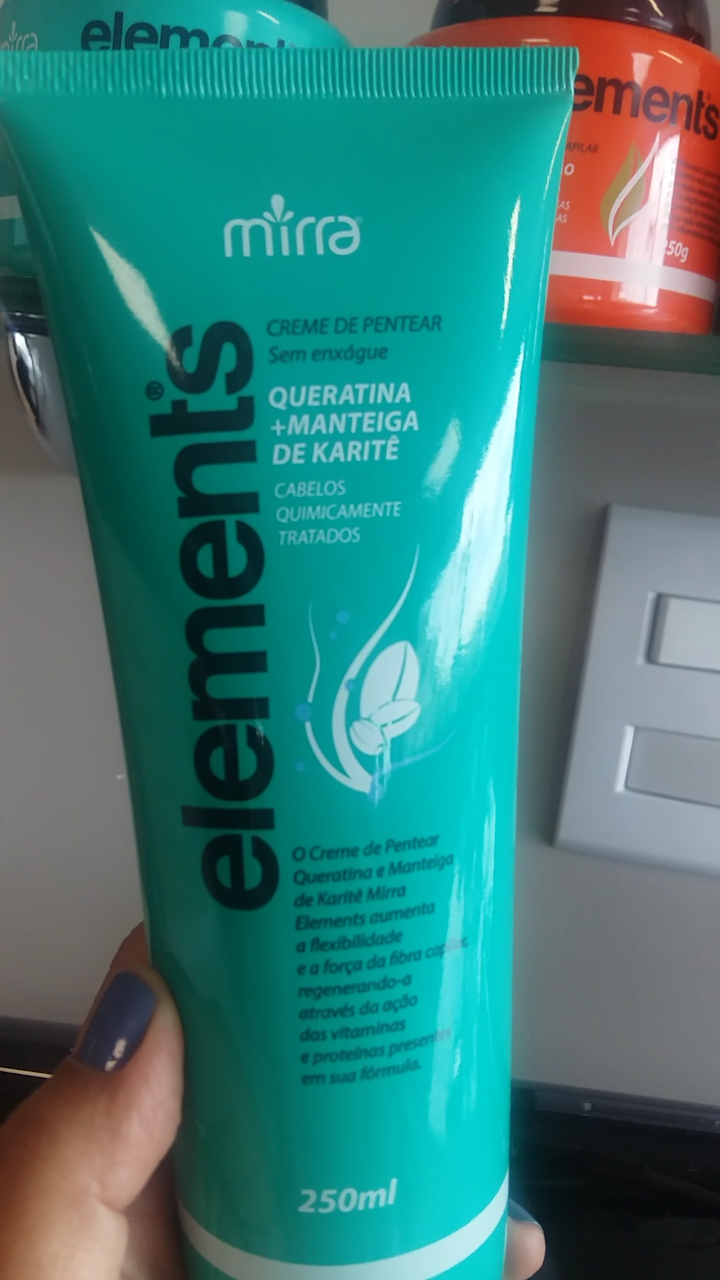 mirra
elements®
CREME DE PENTEAR
Sem enxágue
QUERATINA
+MANTEIGA
DE KARITÊ
CABELOS
QUIMICAMENTE
TRATADOS
O Creme de Pentear
Queratina e Manteiga
de Karitê Mirra
Elements aumenta
a flexibilidade
e a força da fibra capilar,
regenerando-a
através da ação
das vitaminas
e proteínas presentes
em sua fórmula.
250ml